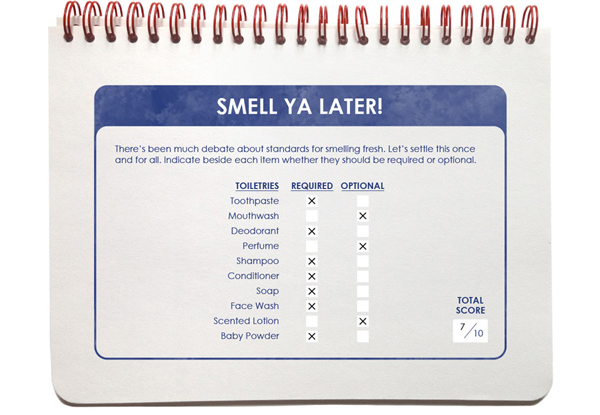 SMELL YA LATER!
There's been much debate about standards for smelling fresh. Let's settle this once
and for all. Indicate beside each item whether they should be required or optional.
TOILETRIES REQUIRED OPTIONAL
Toothpaste X
Mouthwash X
Deodorant X
Perfume X
Shampoo X
Conditioner X
Soap X
Face Wash X
Scented Lotion X
Baby Powder X
TOTAL
SCORE
7/10